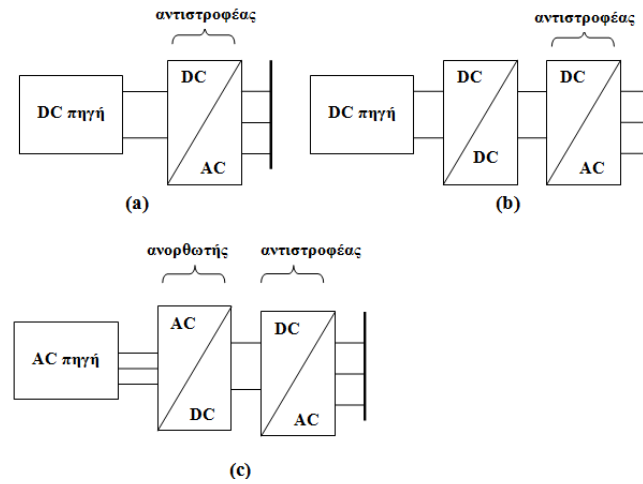 αντιστροφέας
DC πηγή
DC
AC
(a)
αντιστροφέας
DC πηγή
DC
DC
DC
AC
(b)
ανορθωτής
αντιστροφέας
AC πηγή
AC
DC
DC
AC
(c)